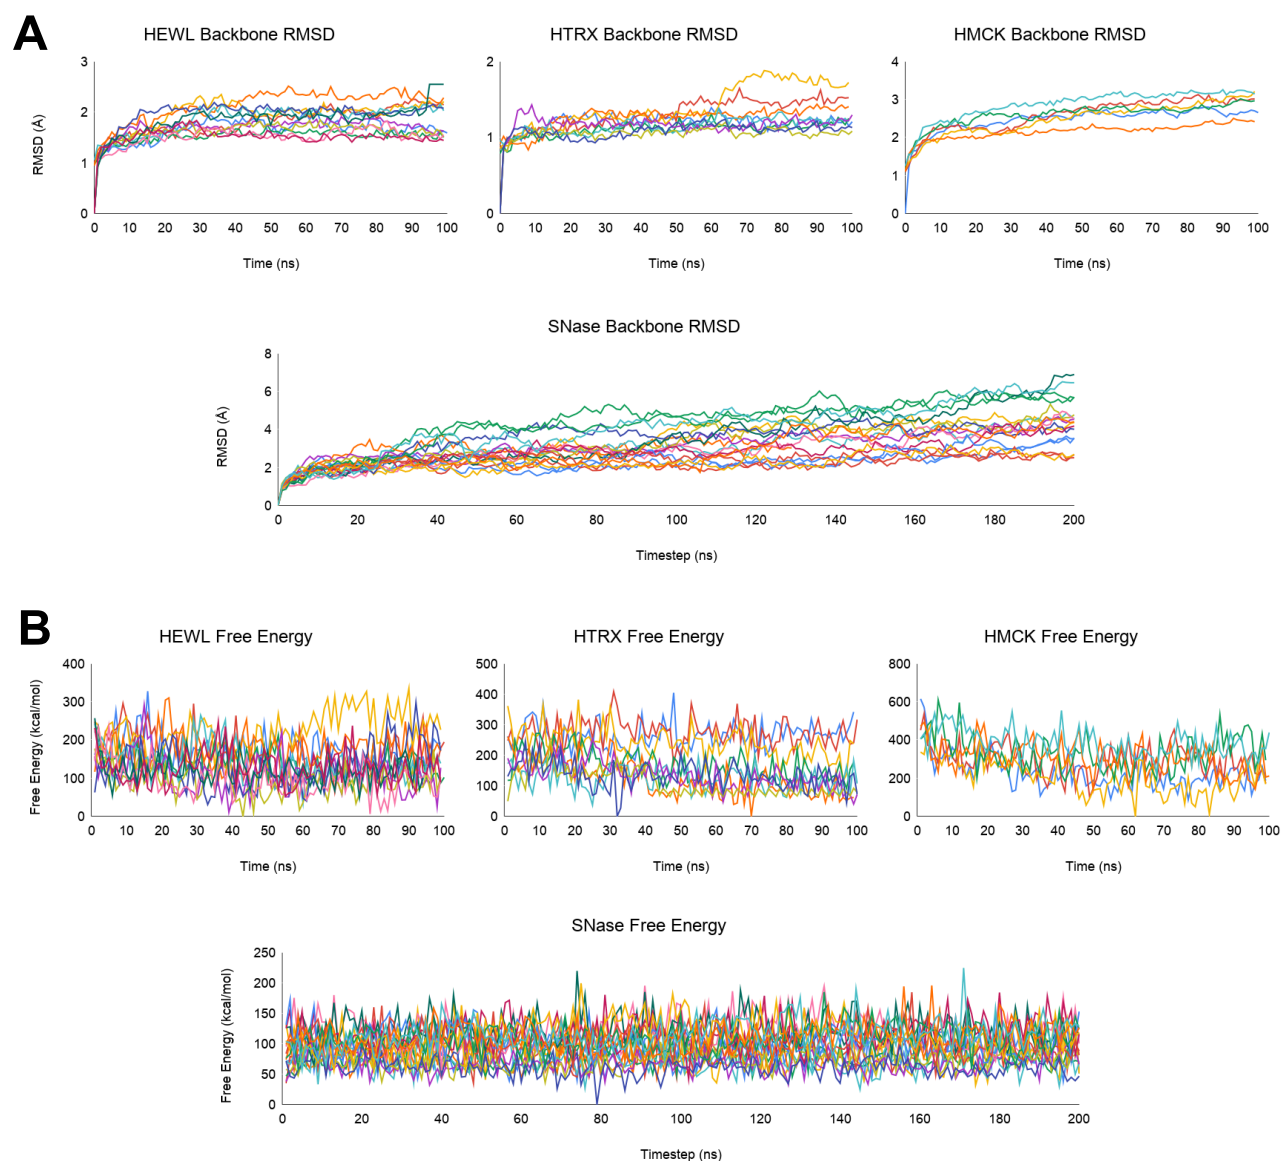 A
HEWL Backbone RMSD
HTRX Backbone RMSD
HMCK Backbone RMSD
RMSD (Å)
3
2
1
0
0 10 20 30 40 50 60 70 80 90 100
Time (ns)
2
1
0
0 10 20 30 40 50 60 70 80 90 100
Time (ns)
4
3
2
1
0
0 10 20 30 40 50 60 70 80 90 100
Time (ns)
SNase Backbone RMSD
RMSD (Å)
8
6
4
2
0
0 20 40 60 80 100 120 140 160 180 200
Timestep (ns)
B
HEWL Free Energy
HTRX Free Energy
HMCK Free Energy
Free Energy (kcal/mol)
400
300
200
100
0
0 10 20 30 40 50 60 70 80 90 100
Time (ns)
500
400
300
200
100
0
0 10 20 30 40 50 60 70 80 90 100
Time (ns)
800
600
400
200
0
0 10 20 30 40 50 60 70 80 90 100
Time (ns)
SNase Free Energy
Free Energy (kcal/mol)
250
200
150
100
50
0
0 20 40 60 80 100 120 140 160 180 200
Timestep (ns)